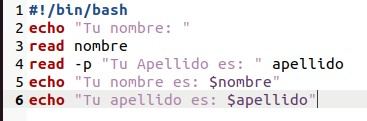 1 #!/bin/bash
2 echo "Tu nombre: "
3 read nombre
4 read -p "Tu Apellido es: " apellido
5 echo "Tu nombre es: $nombre"
6 echo "Tu apellido es: $apellido"